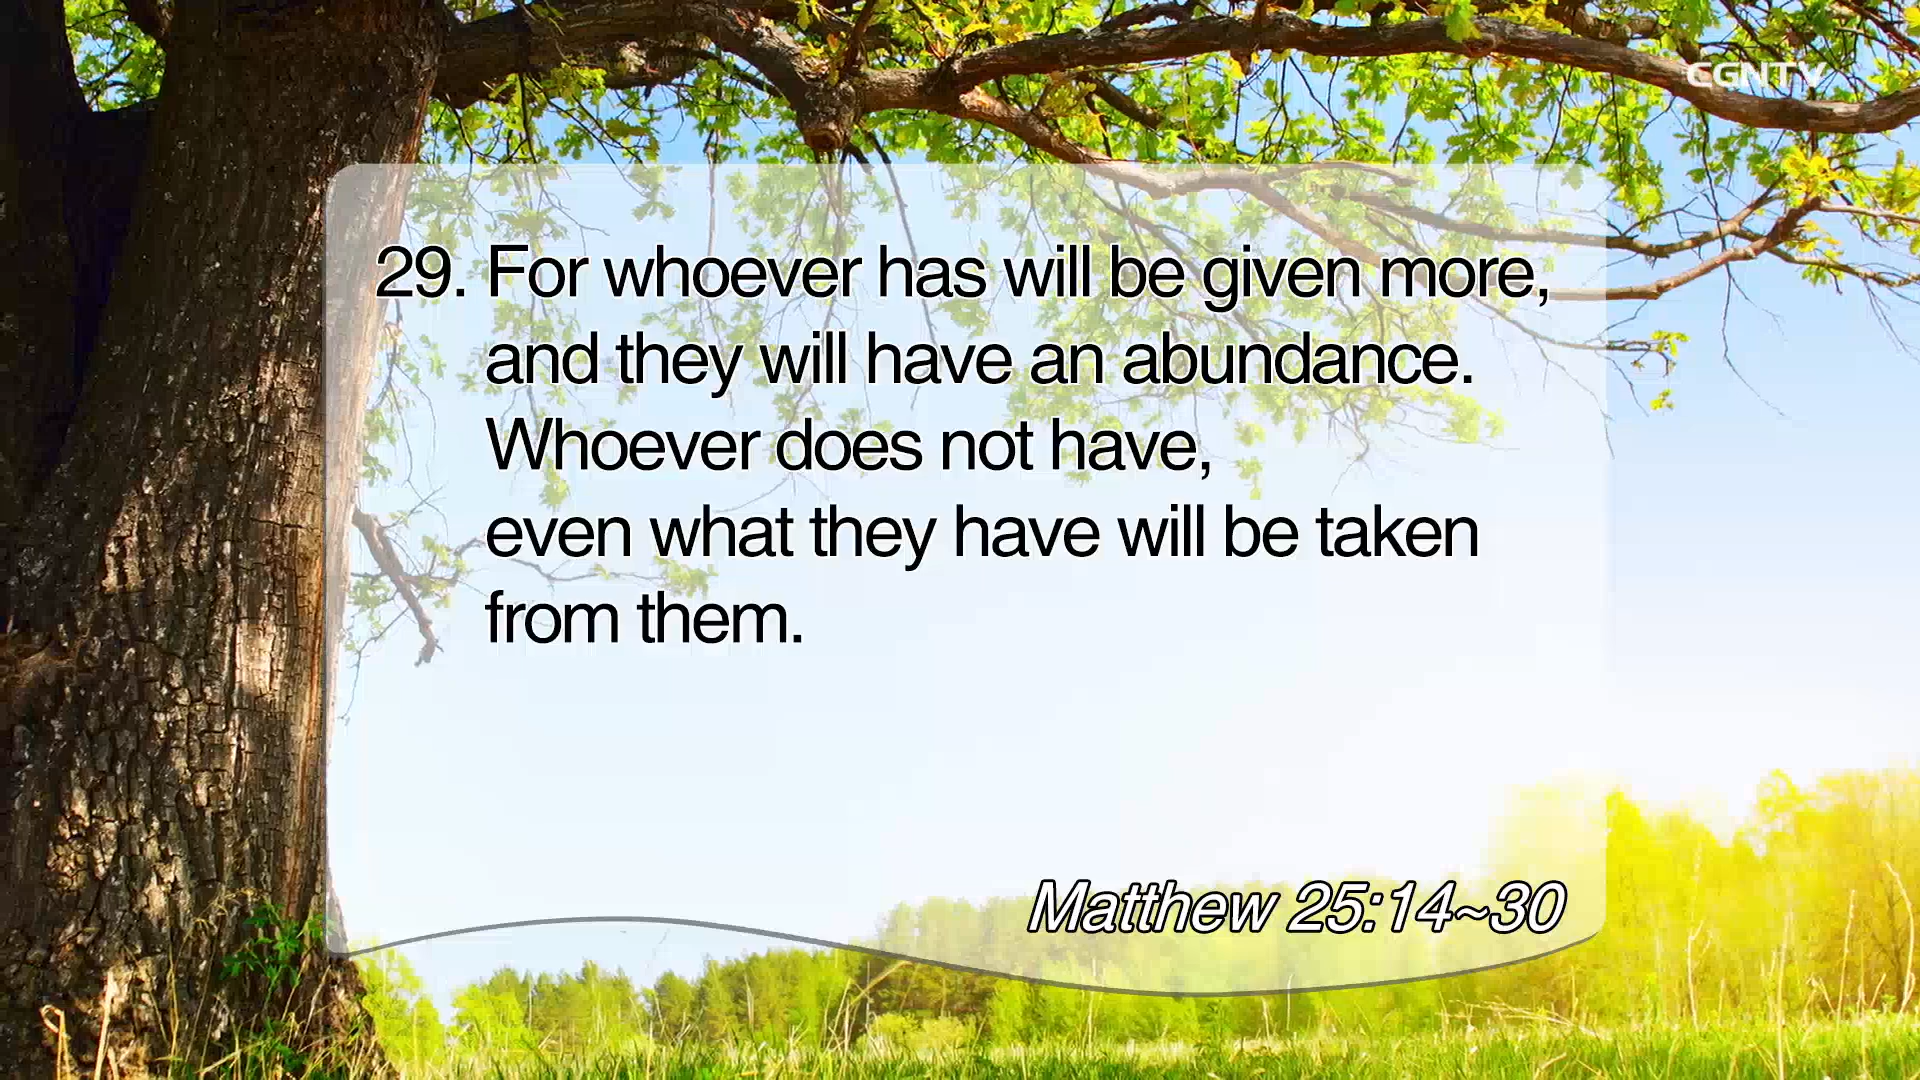 CGNTV
29. For whoever has will be given more,
and they will have an abundance.
Whoever does not have,
even what they have will be taken
from them.
Matthew 25:14~30